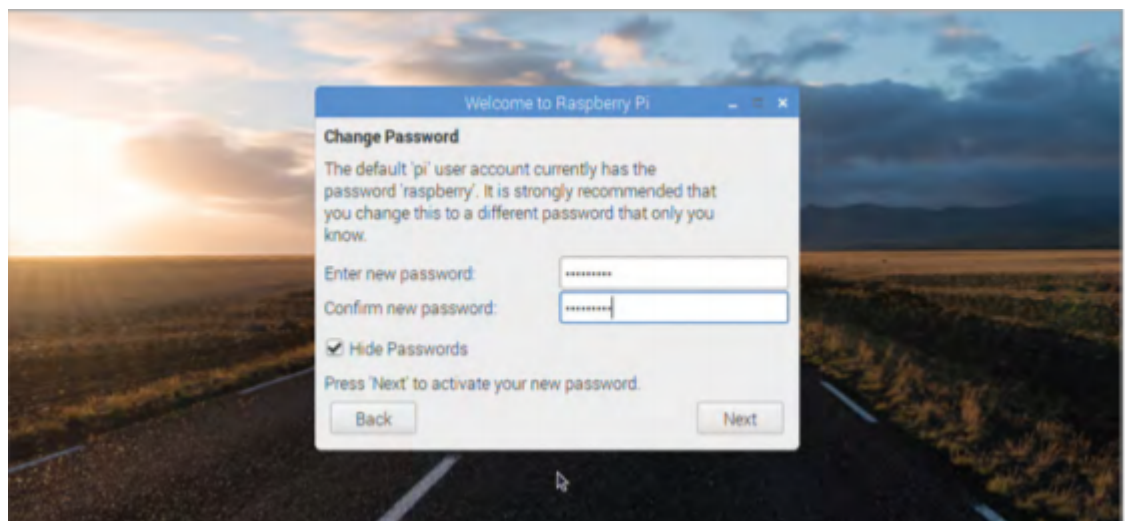 Welcome to Raspberry Pi
Change Password
The default 'pi' user account currently has the
password 'raspberry'. It is strongly recommended that
you change this to a different password that only you
know.
Enter new password: •••••••••
Confirm new password: •••••••••
Hide Passwords
Press 'Next' to activate your new password.
Back Next